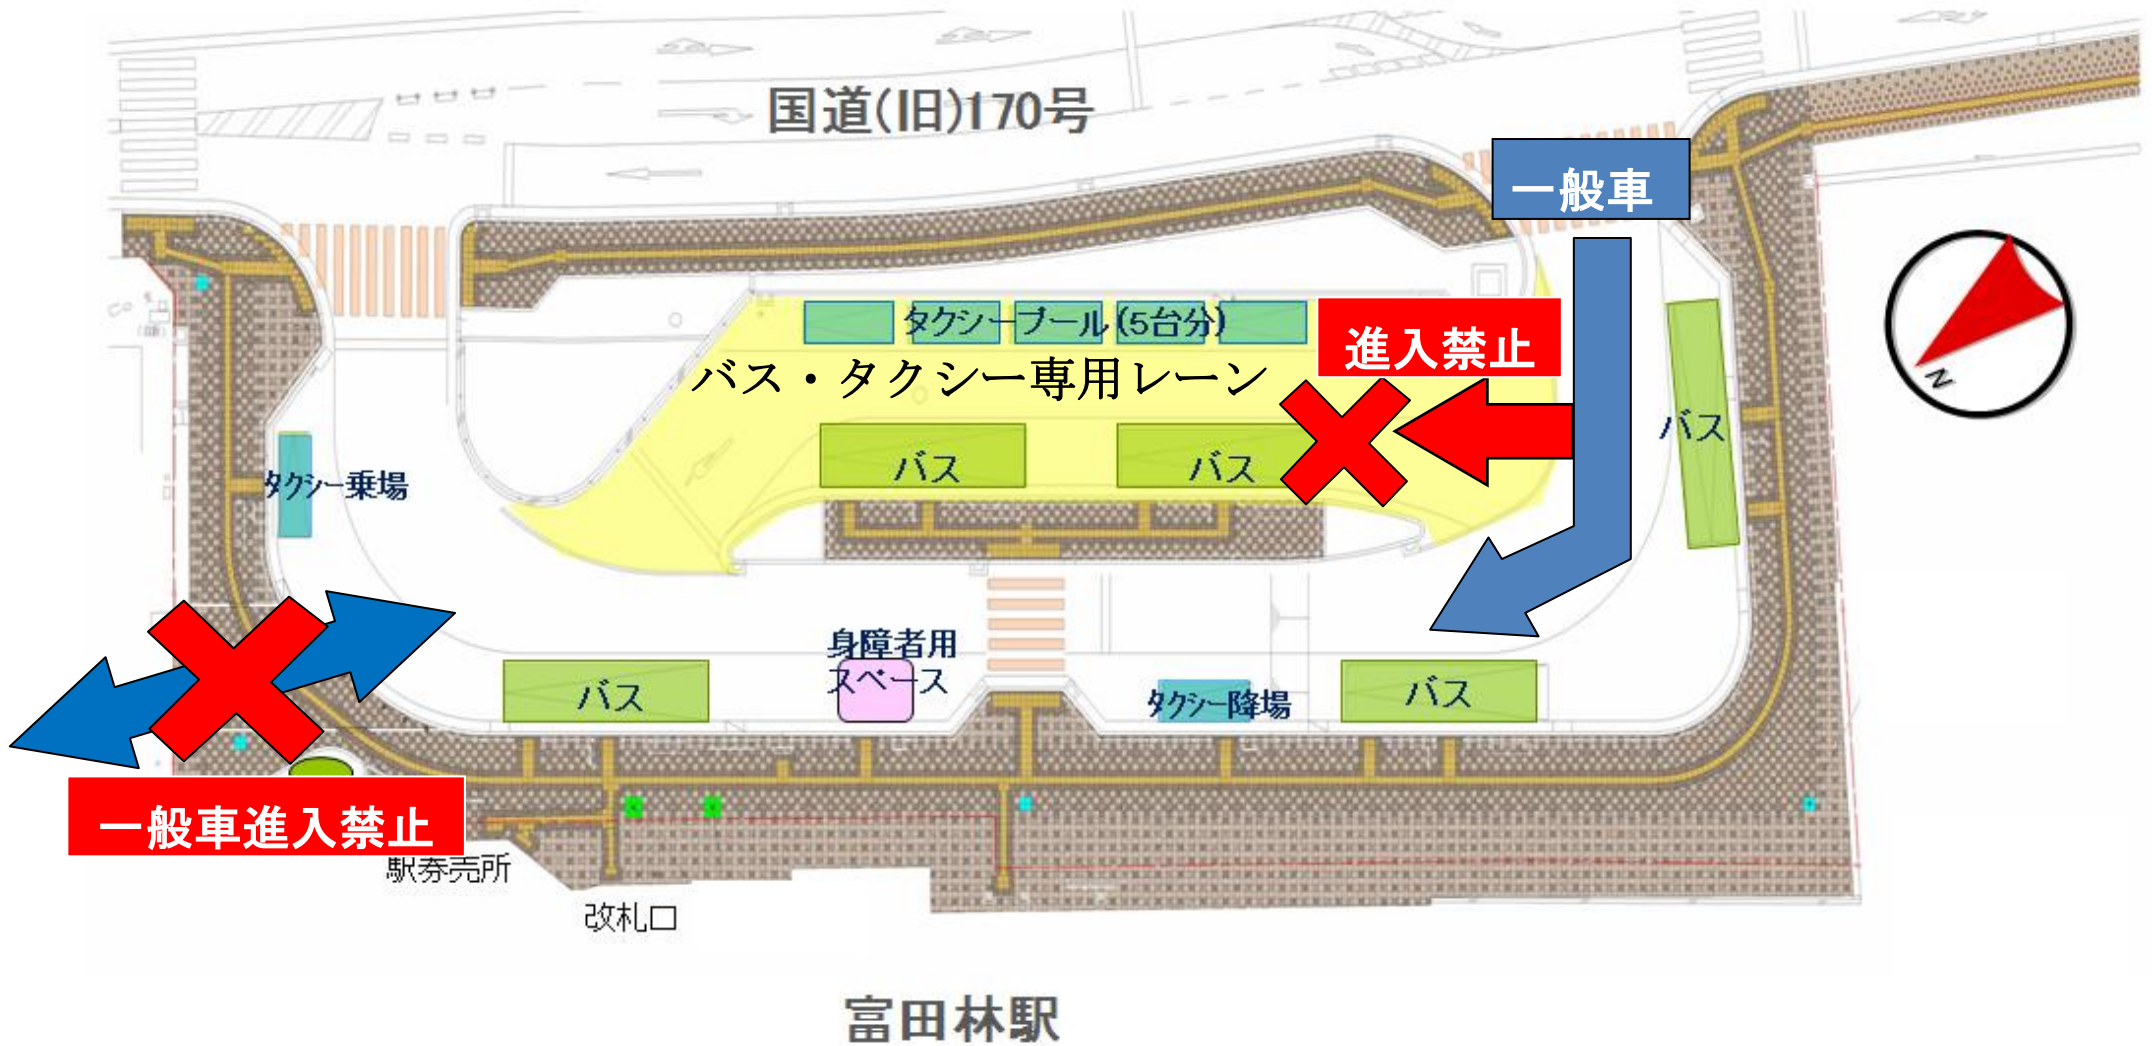 国道(旧)170号
一般車
タクシープール(5台分)
進入禁止
バス・タクシー専用レーン
N
バス
バス
バス
タクシー乗場
身障者用
スペース
バス
タクシー降場
バス
一般車進入禁止
駅券売所
改札口
富田林駅